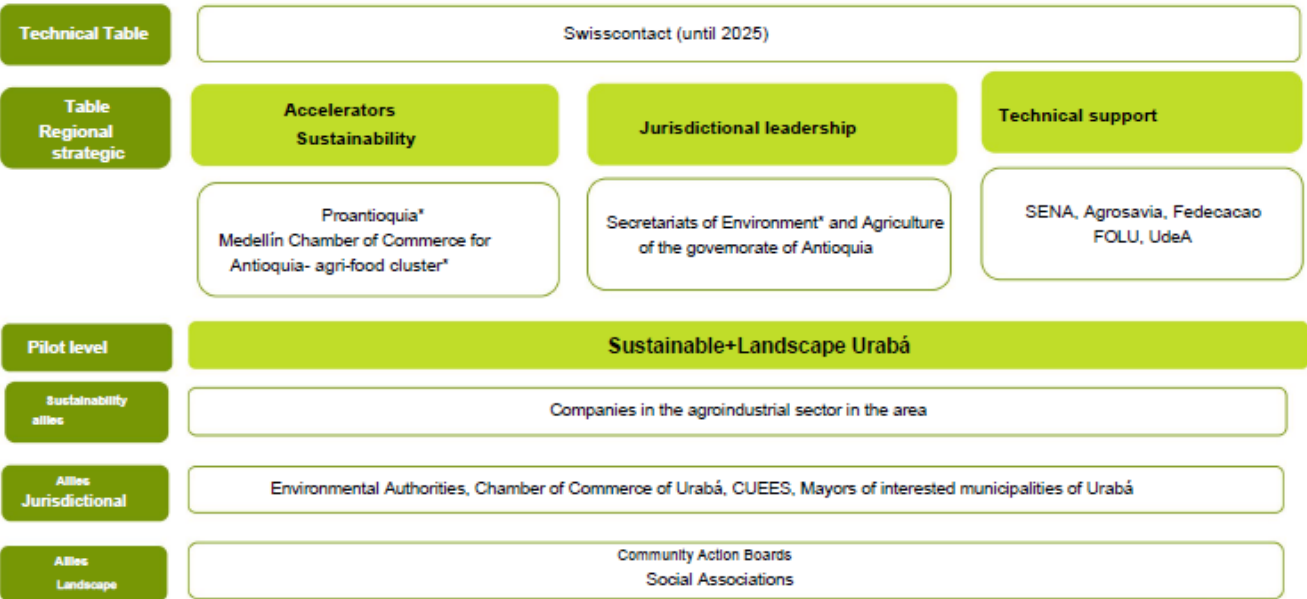 Technical Table
Swisscontact (until 2025)
Table
Regional
strategic
Accelerators
Sustainability
Jurisdictional leadership
Technical support
Proantioquia*
Medellín Chamber of Commerce for
Antioquia- agri-food cluster*
Secretariats of Environment* and Agriculture
of the governorate of Antioquia
SENA, Agrosavia, Fedecacao
FOLU, UdeA
Pilot level
Sustainable+Landscape Urabá
Sustainability
allies
Companies in the agroindustrial sector in the area
Allies
Jurisdictional
Environmental Authorities, Chamber of Commerce of Urabá, CUEES, Mayors of interested municipalities of Urabá
Allies
Landscape
Community Action Boards
Social Associations